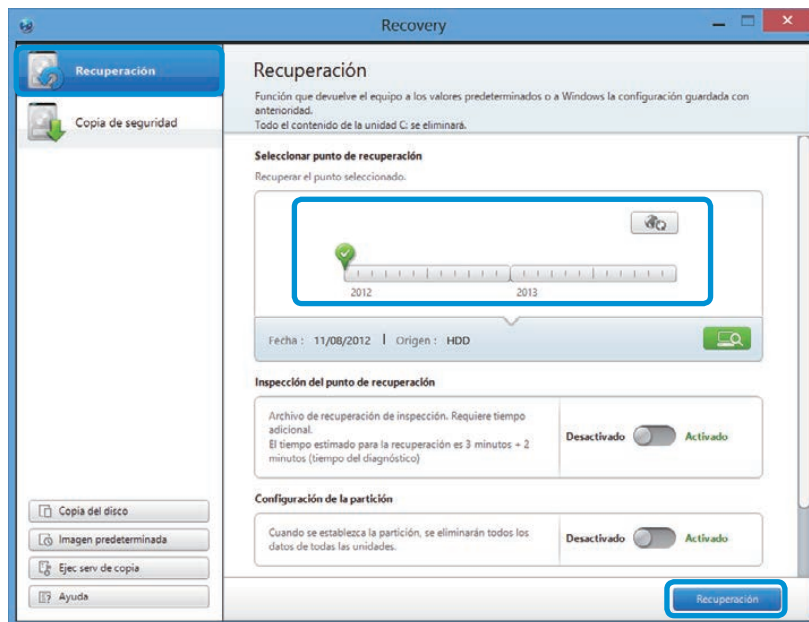 Recovery
Recuperación
Copia de seguridad
Recuperación
Función que devuelve el equipo a los valores predeterminados o a Windows la configuración guardada con
anterioridad.
Todo el contenido de la unidad C: se eliminará.
Seleccionar punto de recuperación
Recuperar el punto seleccionado.
2012 2013
Fecha : 11/08/2012 | Origen : HDD
Inspección del punto de recuperación
Archivo de recuperación de inspección. Requiere tiempo
adicional.
El tiempo estimado para la recuperación es 3 minutos + 2
minutos (tiempo del diagnóstico)
Desactivado Activado
Configuración de la partición
Cuando se establezca la partición, se eliminarán todos los
datos de todas las unidades.
Desactivado Activado
Copia del disco
Imagen predeterminada
Ejec serv de copia
Ayuda
Recuperación